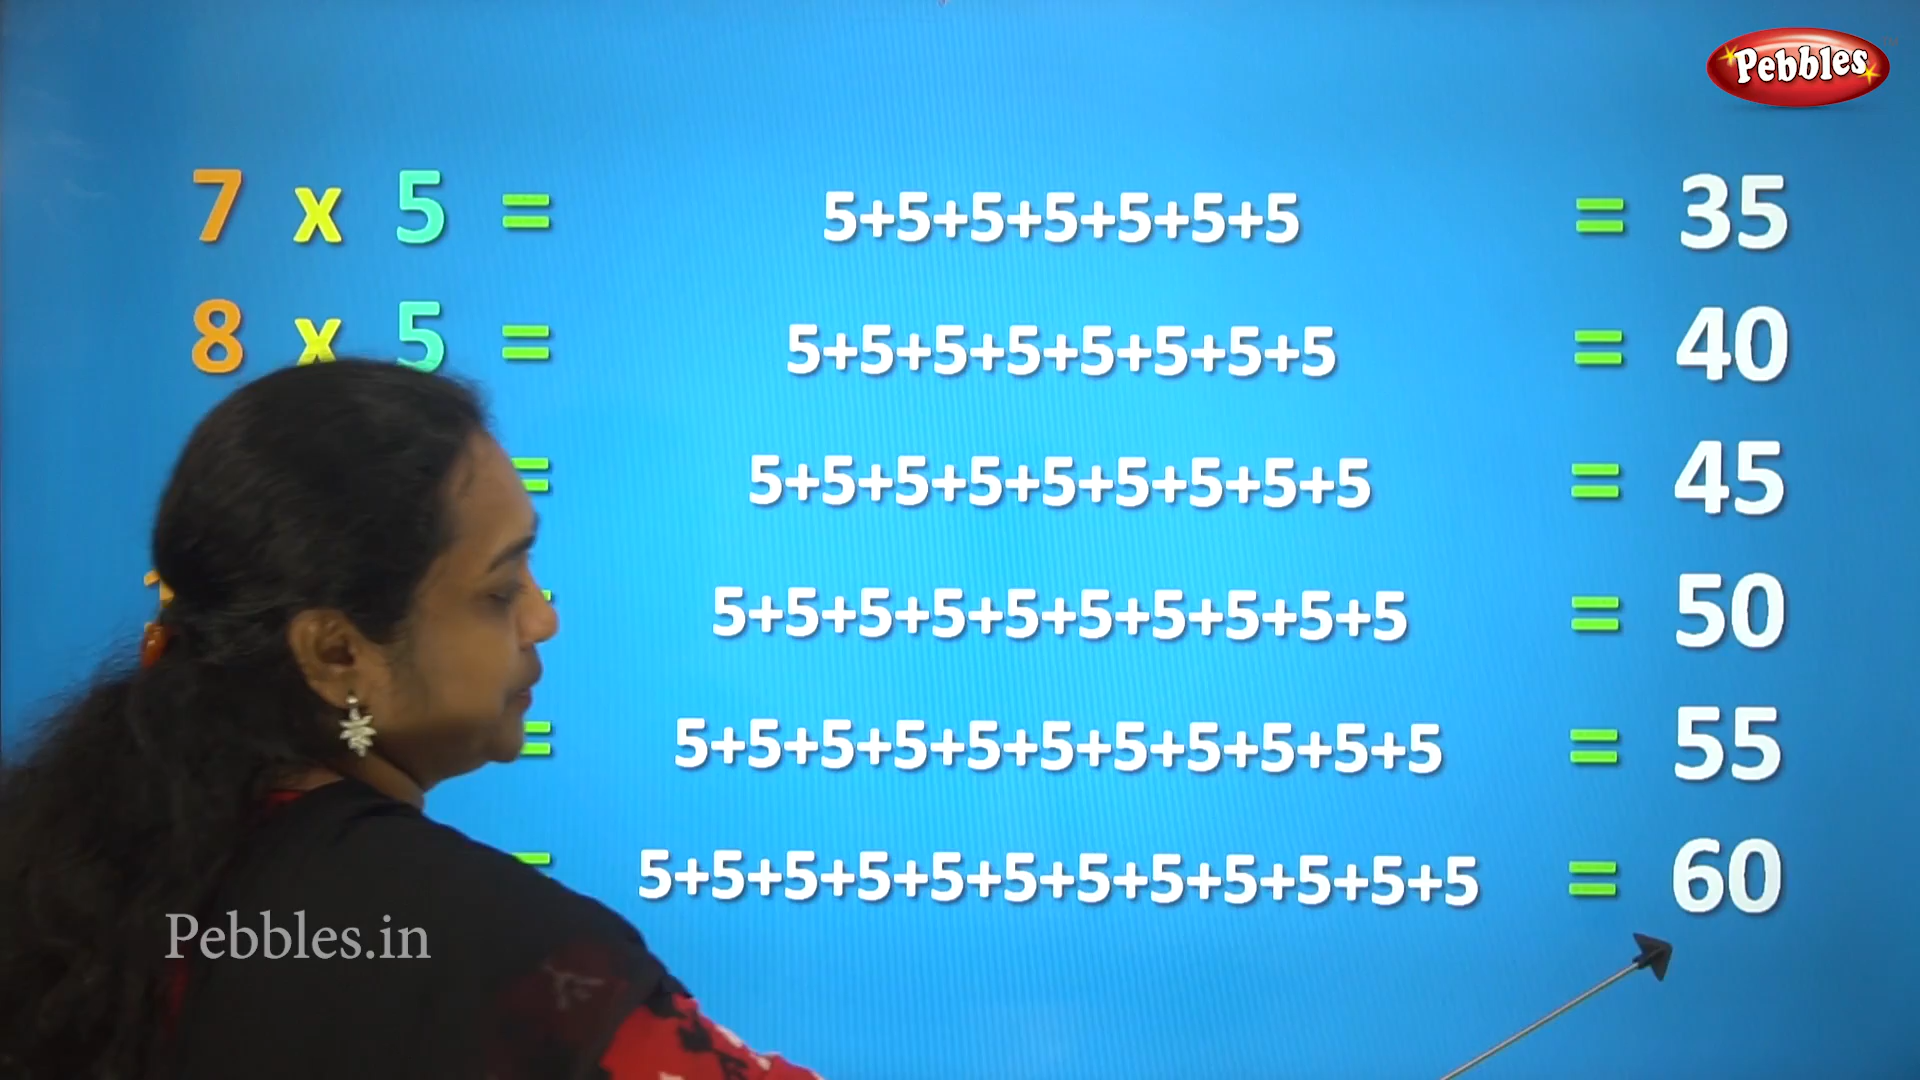 Pebbles
7 x 5 = 5+5+5+5+5+5+5 = 35
8 x 5 = 5+5+5+5+5+5+5+5 = 40
= 5+5+5+5+5+5+5+5+5 = 45
5+5+5+5+5+5+5+5+5+5 = 50
= 5+5+5+5+5+5+5+5+5+5+5 = 55
= 5+5+5+5+5+5+5+5+5+5+5+5 = 60
Pebbles.in